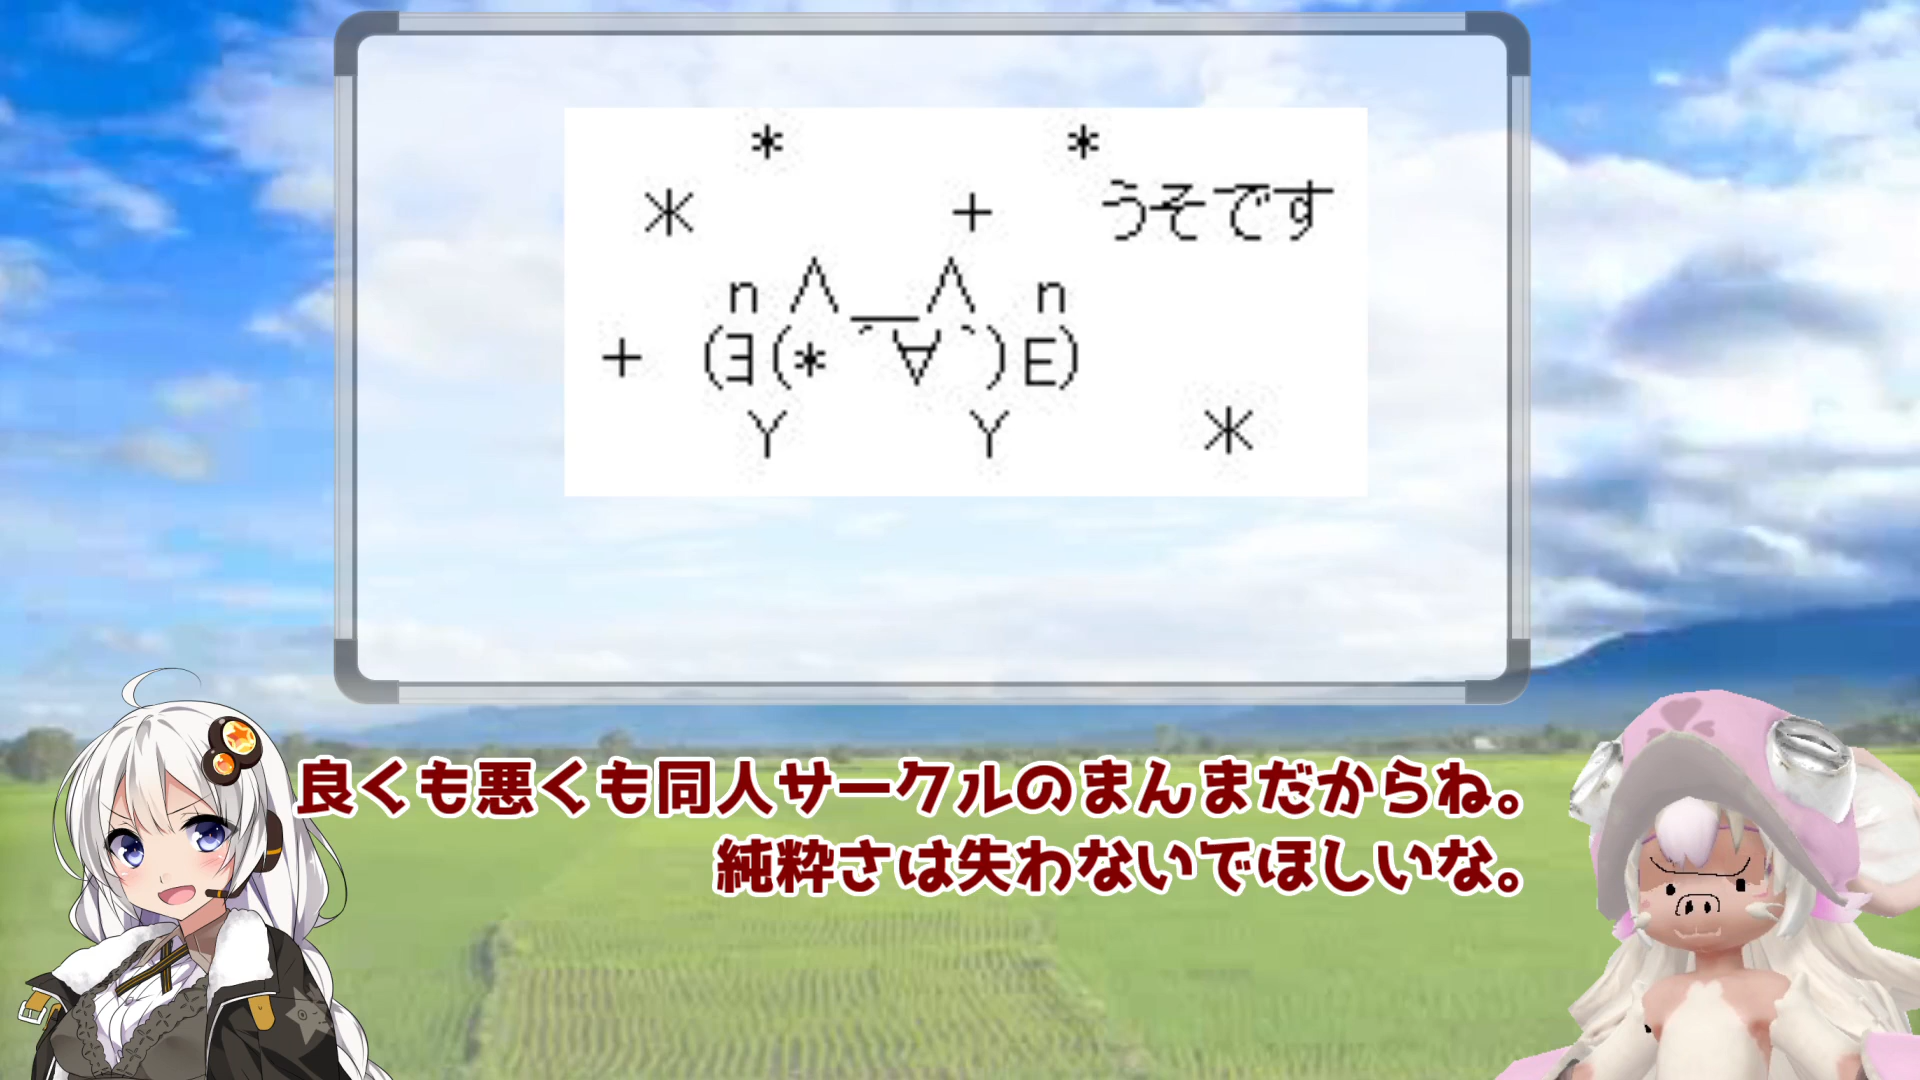 * *
* + うそです
n ∧＿∧ n
+ (ヨ(* ´∀`)E)
Y Y *
良くも悪くも同人サークルのまんまだからね。
純粋さは失わないでほしいな。